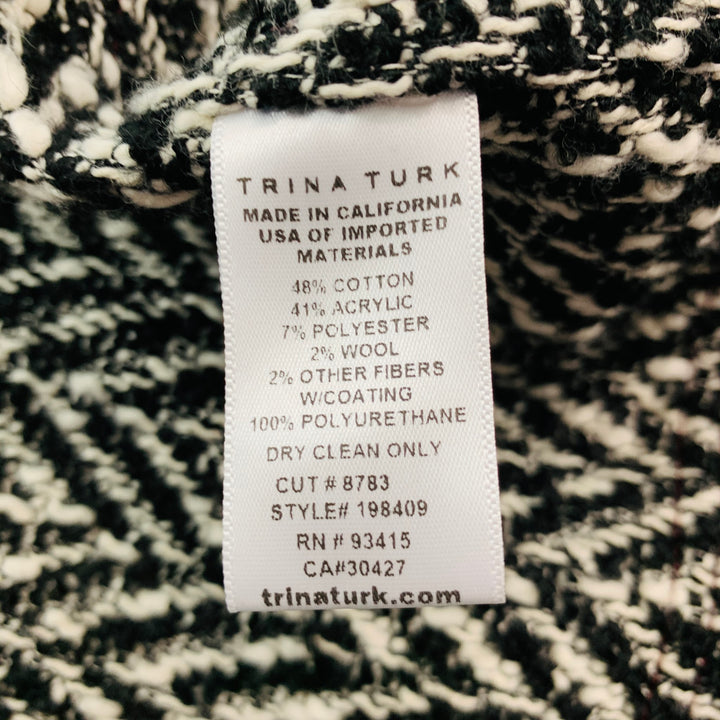 TRINA TURK
MADE IN CALIFORNIA
USA OF IMPORTED
MATERIALS
48% COTTON
41% ACRYLIC
7% POLYESTER
2% WOOL
2% OTHER FIBERS
W/COATING
100% POLYURETHANE
DRY CLEAN ONLY
CUT # 8783
STYLE# 198409
RN # 93415
CA#30427
trinaturk.com